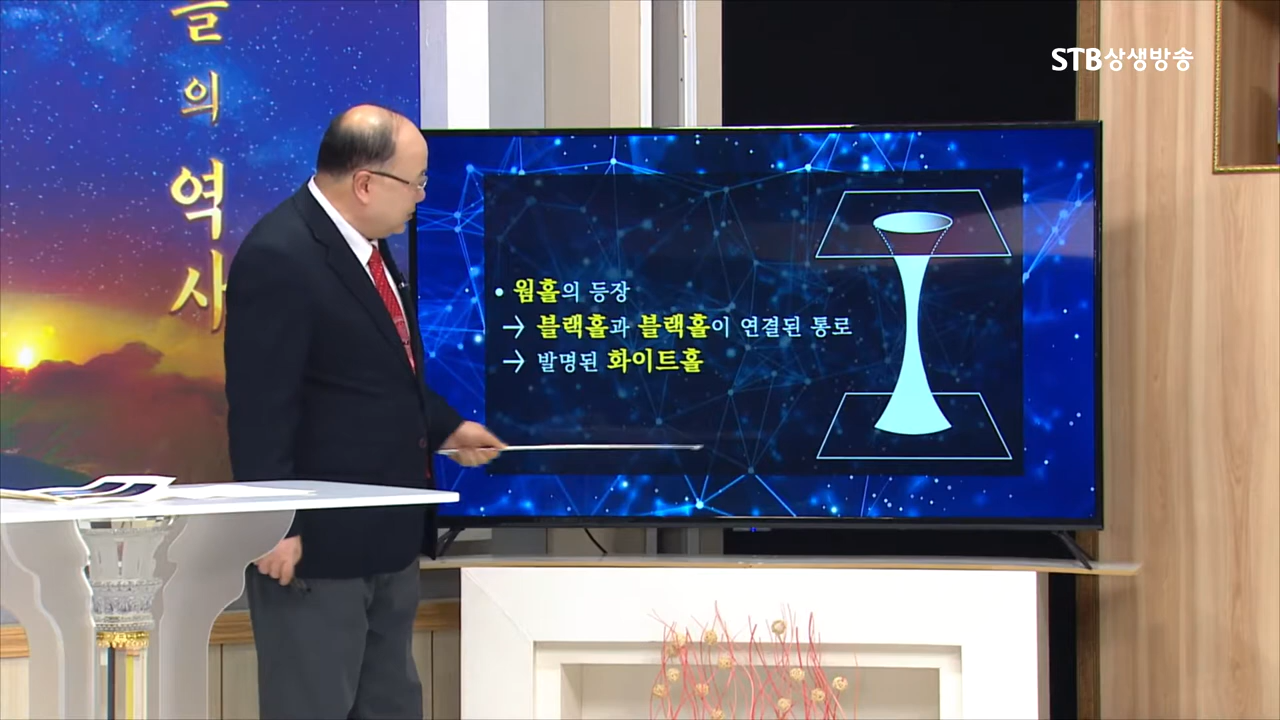 들
의
역
사
STB상생방송
• 웜홀의 등장
→ 블랙홀과 블랙홀이 연결된 통로
→ 발명된 화이트홀